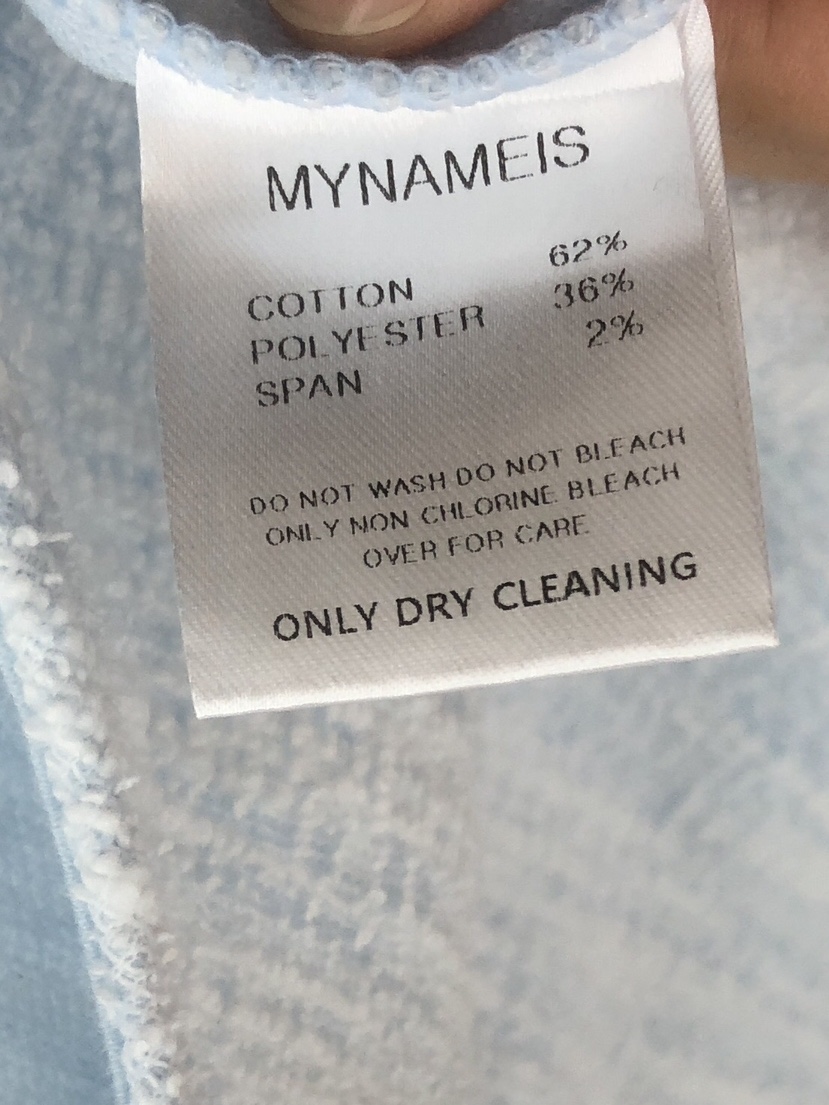 MYNAMEIS
COTTON 62%
POLYESTER 36%
SPAN 2%
DO NOT WASH DO NOT BLEACH
ONLY NON CHLORINE BLEACH
OVER FOR CARE
ONLY DRY CLEANING